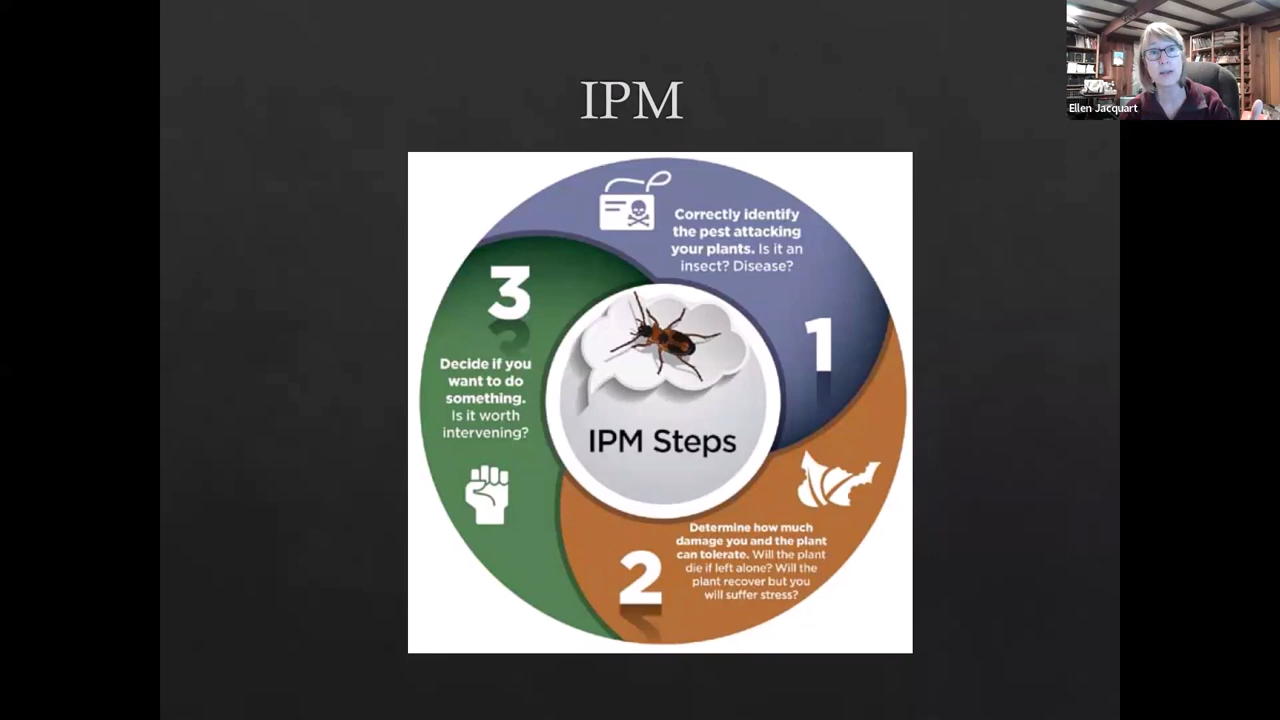 IPM
Ellen Jacquart
Correctly identify
the pest attacking
your plants. Is it an
insect? Disease?
1
3
Decide if you
want to do
something.
Is it worth
intervening?
IPM Steps
2
Determine how much
damage you and the plant
can tolerate. Will the plant
die if left alone? Will the
plant recover but you
will suffer stress?